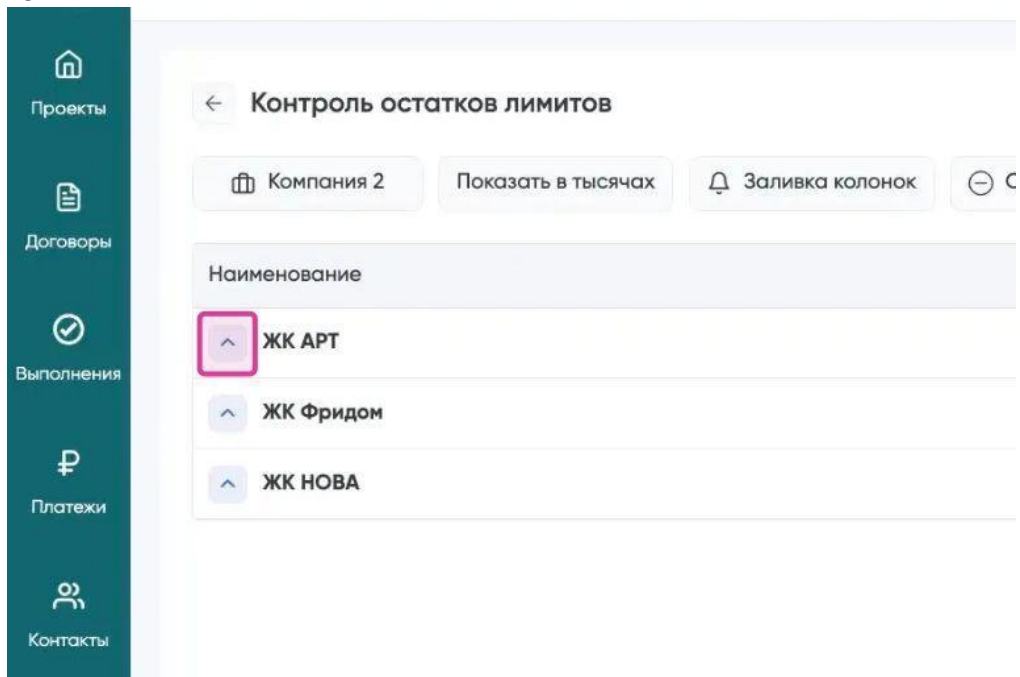 Проекты
Контроль остатков лимитов
Компания 2
Показать в тысячах
Заливка колонок
Договоры
Наименование
ЖК АРТ
Выполнения
ЖК Фридом
Платежи
ЖК НОВА
Контакты